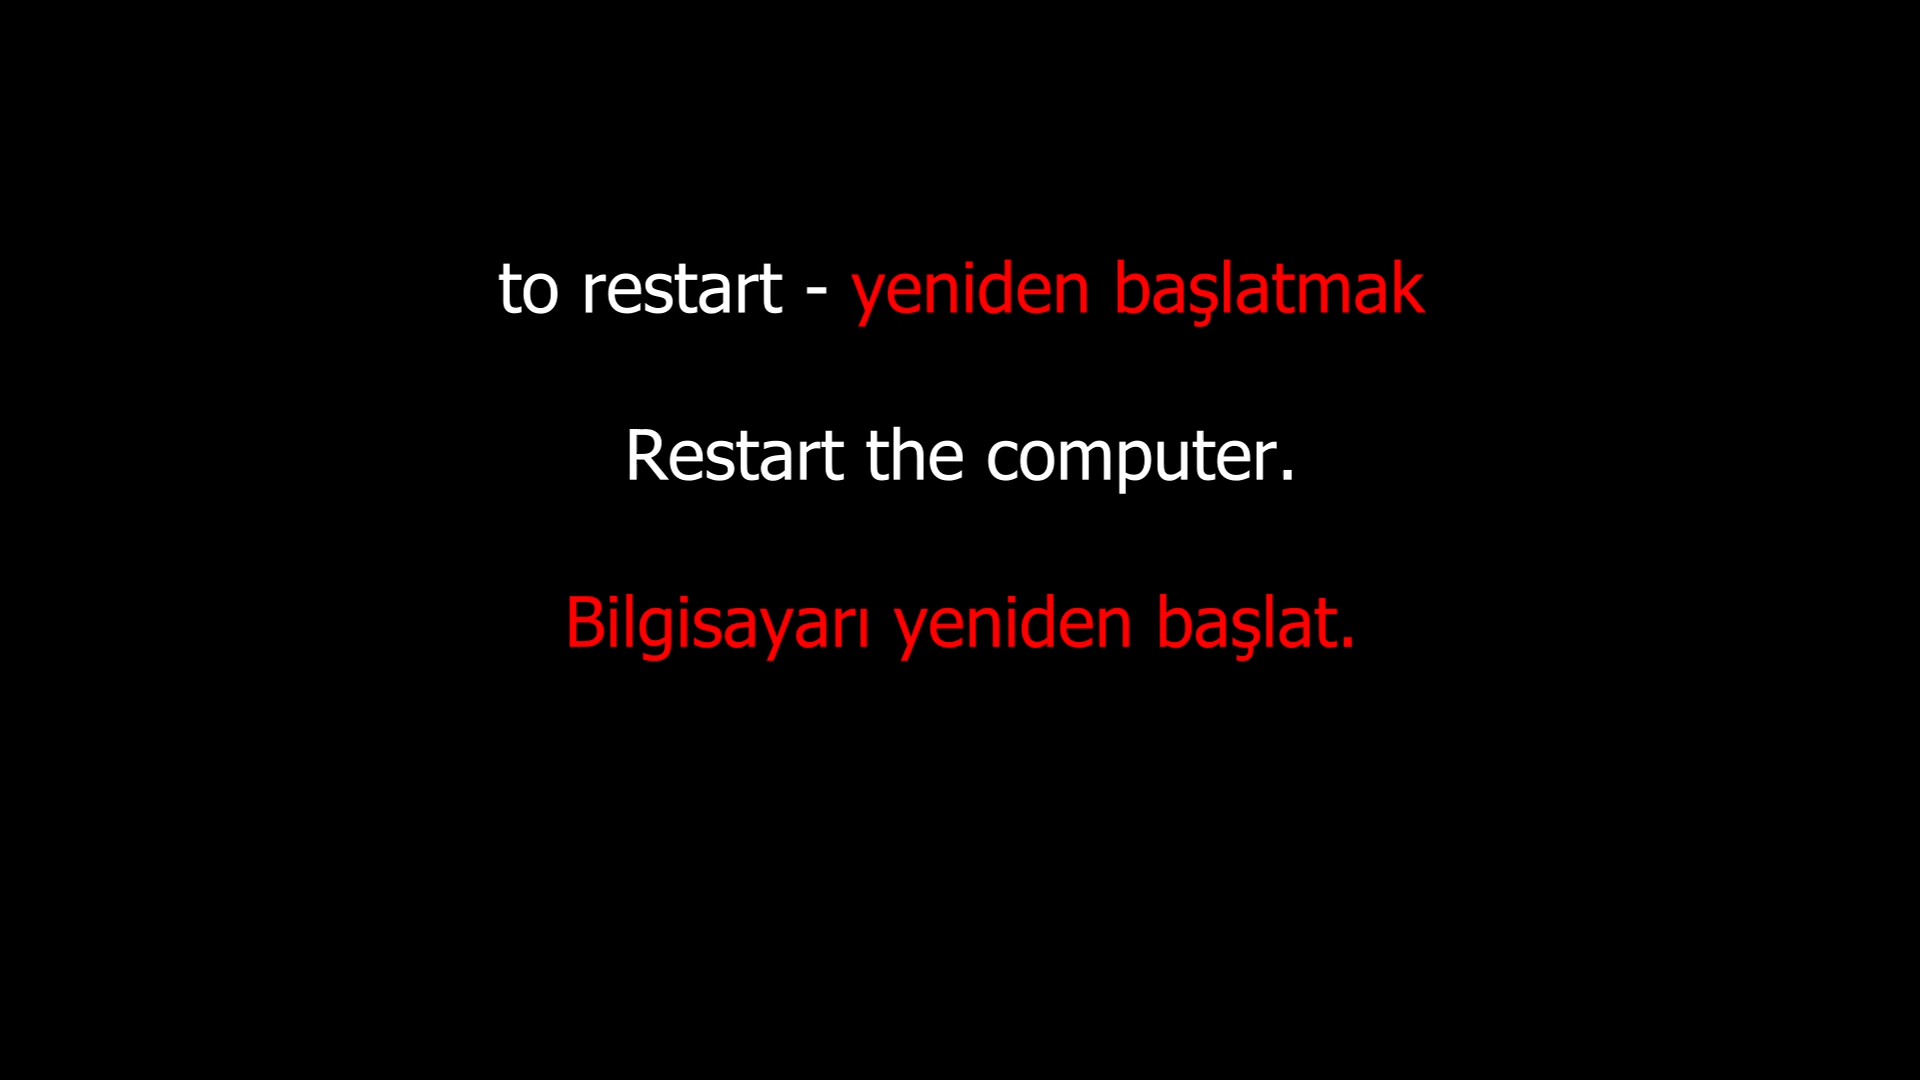 to restart - yeniden başlatmak
Restart the computer.
Bilgisayarı yeniden başlat.